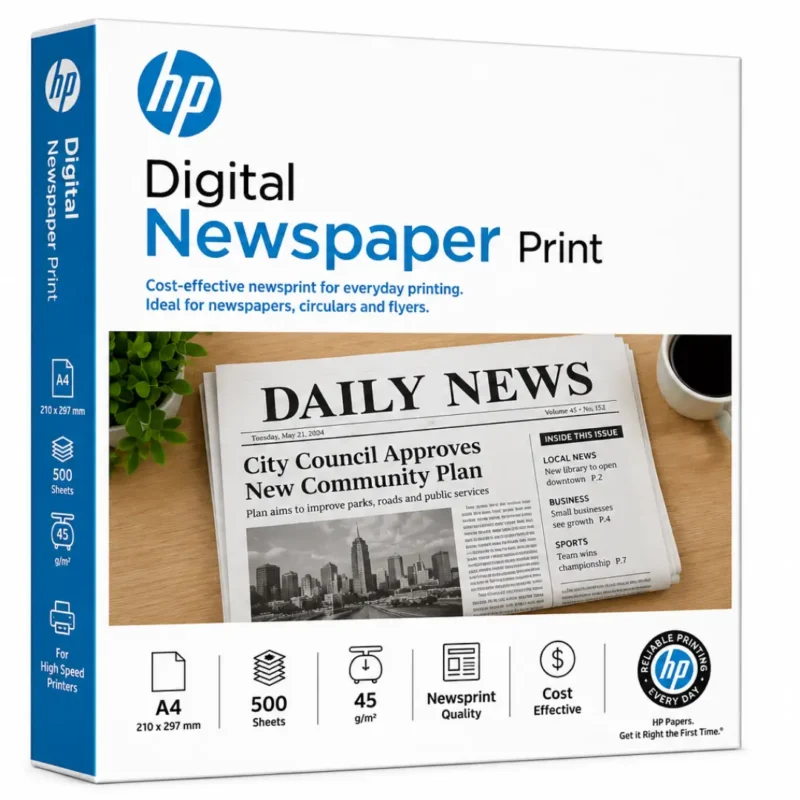 hp
Digital
Newspaper Print
A4
210 x 297 mm
500
Sheets
45
g/m²
For
High Speed
Printers
hp
Digital
Newspaper Print
Cost-effective newsprint for everyday printing.
Ideal for newspapers, circulars and flyers.
DAILY NEWS
Tuesday, May 21, 2024
Volume 45 • No. 152
City Council Approves
New Community Plan
Plan aims to improve parks, roads and public services
INSIDE THIS ISSUE
LOCAL NEWS
New library to open
downtown P.2
BUSINESS
Small businesses
see growth P.4
SPORTS
Team wins
championship P.7
A4
210 x 297 mm
500
Sheets
45
g/m²
Newsprint
Quality
$
Cost
Effective
RELIABLE PRINTING
hp
EVERY DAY
HP Papers.
Get it Right the First Time.®